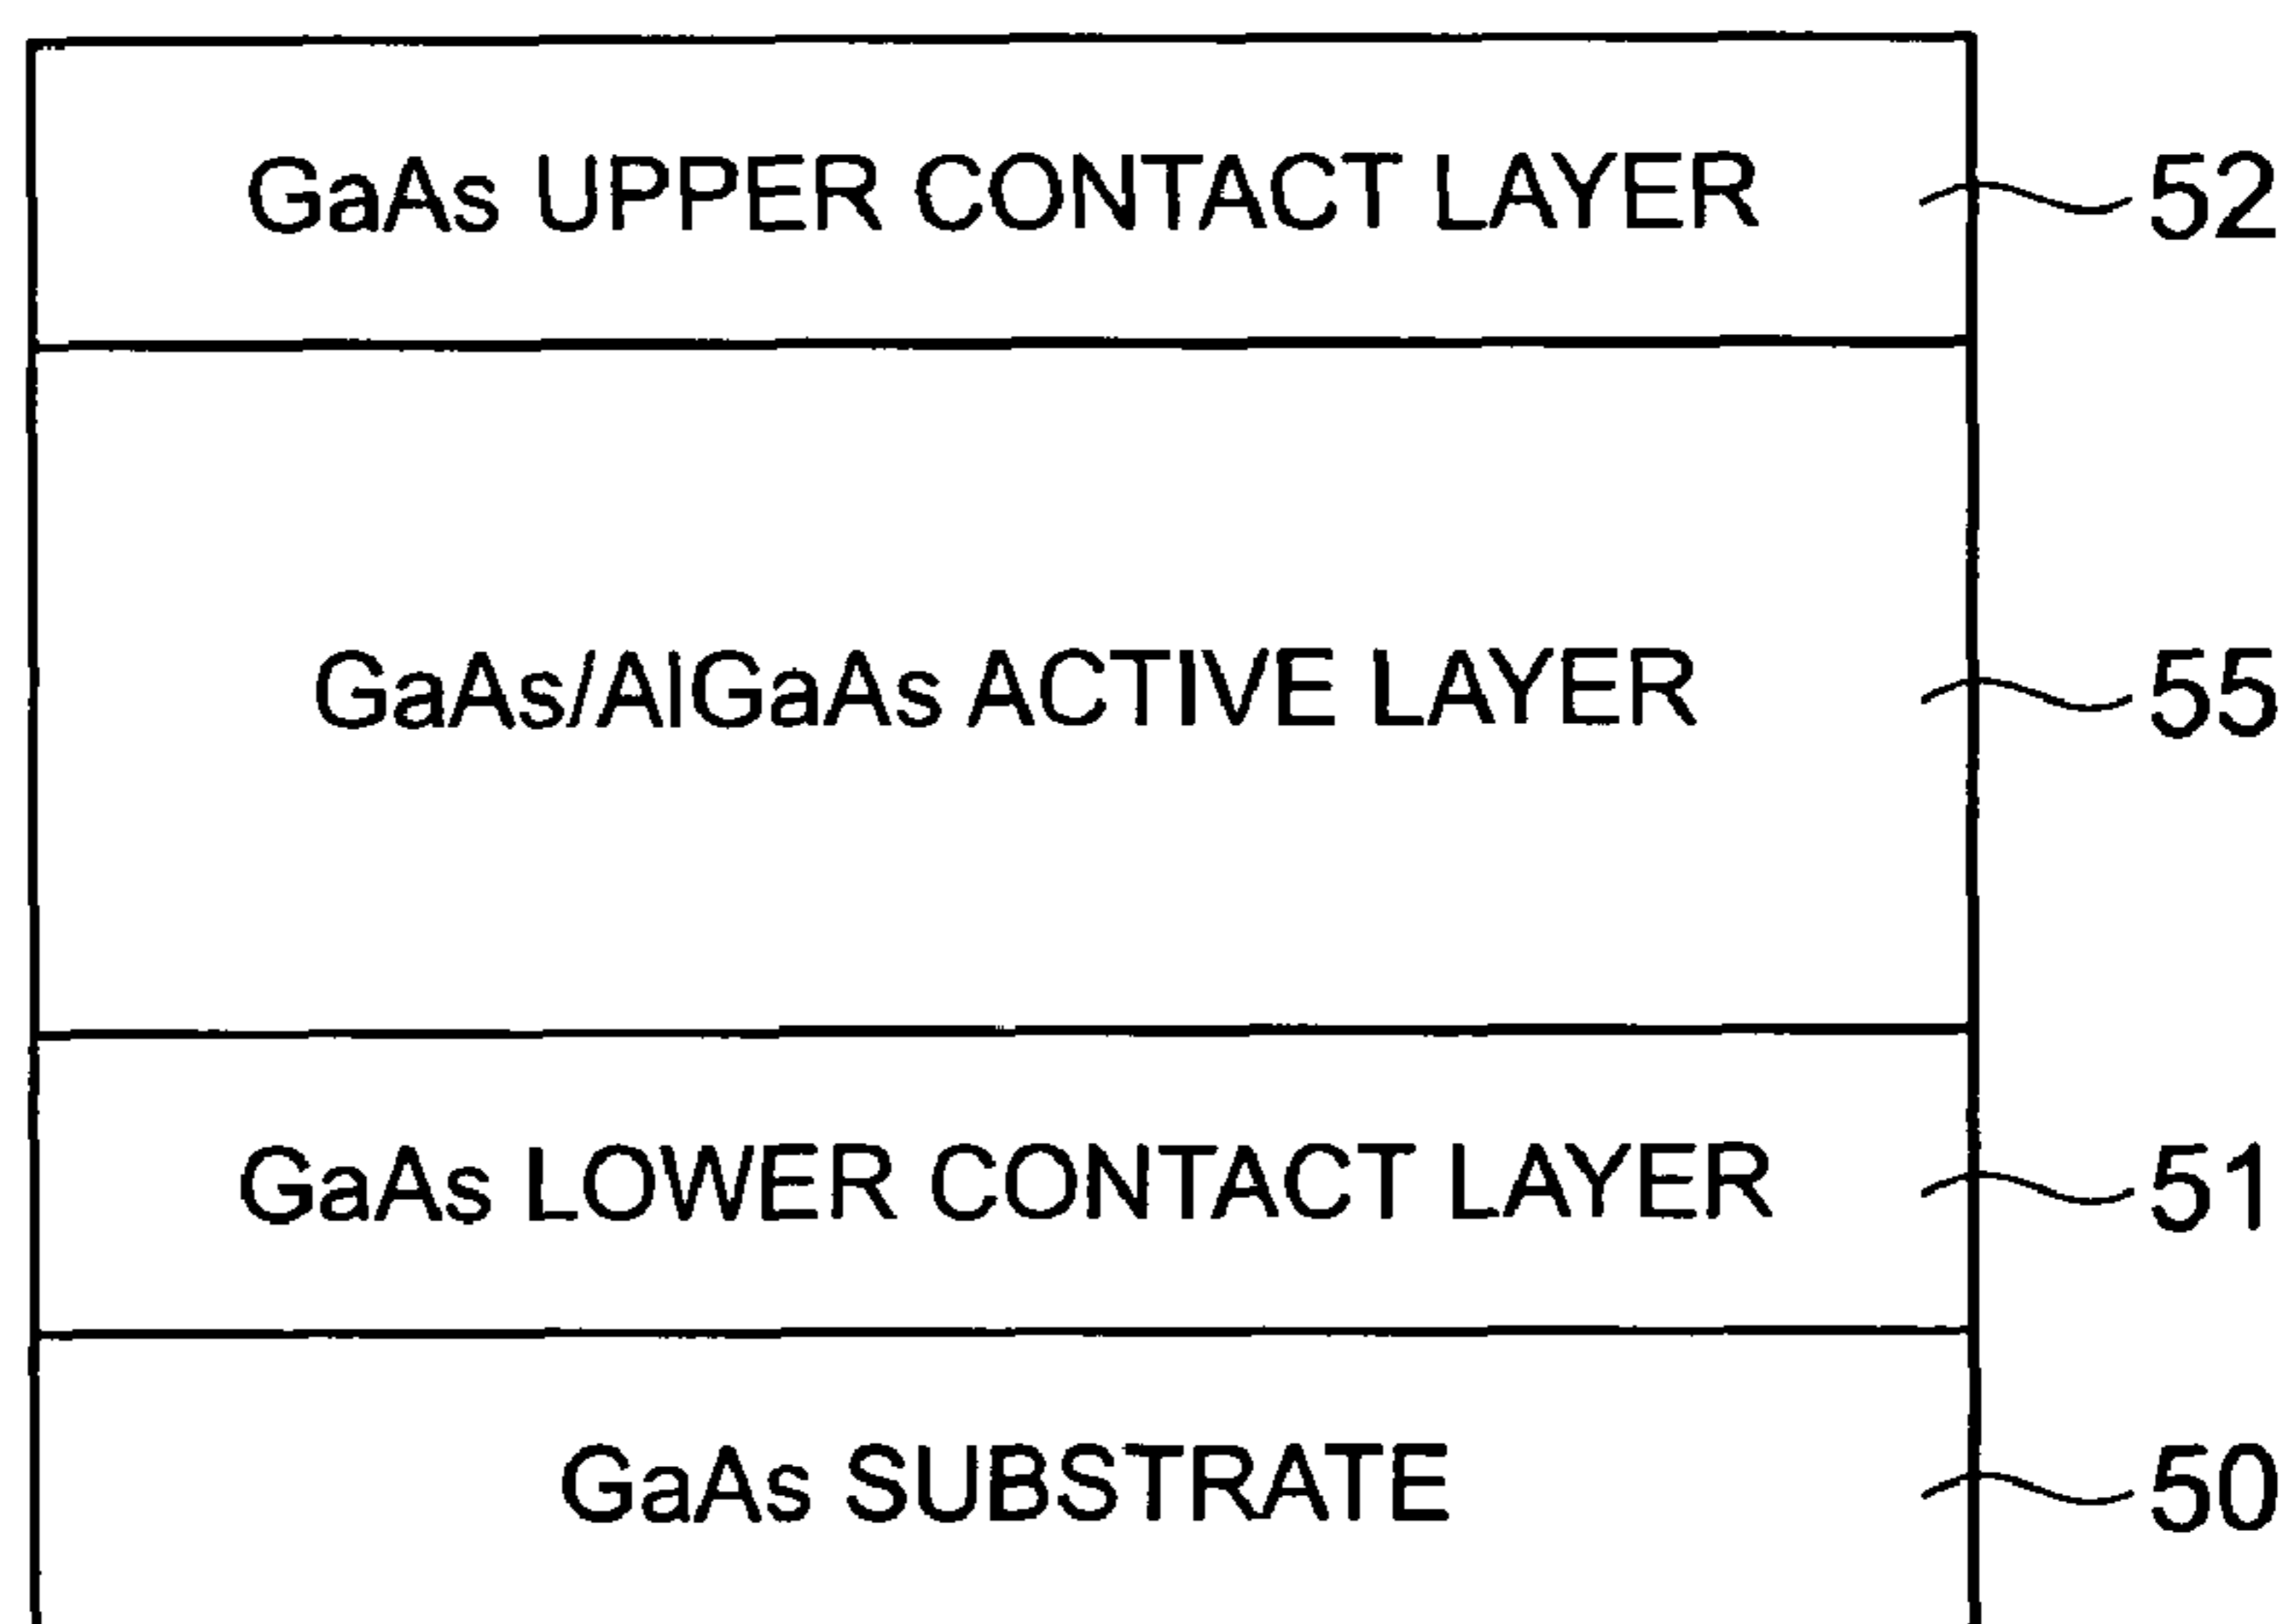 GaAs UPPER CONTACT LAYER 52
GaAs/AlGaAs ACTIVE LAYER 55
GaAs LOWER CONTACT LAYER 51
GaAs SUBSTRATE 50